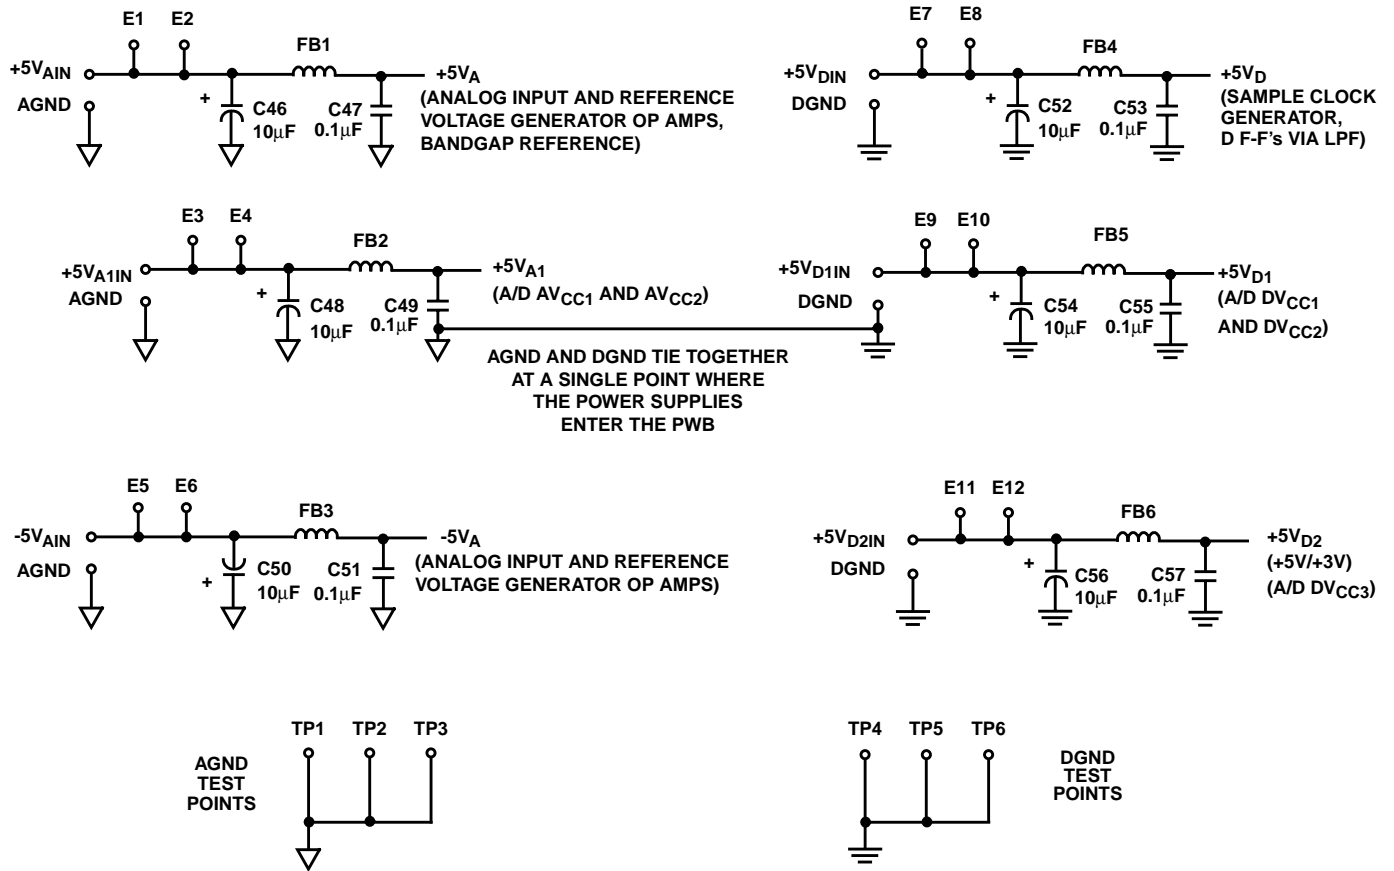 E1 E2
FB1
+5VAIN
+5VA
AGND
+
C46
10µF
C47
0.1µF
(ANALOG INPUT AND REFERENCE
VOLTAGE GENERATOR OP AMPS,
BANDGAP REFERENCE)
E7 E8
FB4
+5VDIN
+5VD
DGND
+
C52
10µF
C53
0.1µF
(SAMPLE CLOCK
GENERATOR,
D F-F's VIA LPF)
E3 E4
FB2
+5VA1IN
+5VA1
AGND
+
C48
10µF
C49
0.1µF
(A/D AVCC1 AND AVCC2)
E9 E10
FB5
+5VD1IN
+5VD1
DGND
+
C54
10µF
C55
0.1µF
(A/D DVCC1
AND DVCC2)
AGND AND DGND TIE TOGETHER
AT A SINGLE POINT WHERE
THE POWER SUPPLIES
ENTER THE PWB
E5 E6
FB3
-5VAIN
-5VA
AGND
+
C50
10µF
C51
0.1µF
(ANALOG INPUT AND REFERENCE
VOLTAGE GENERATOR OP AMPS)
E11 E12
FB6
+5VD2IN
+5VD2
DGND
+
C56
10µF
C57
0.1µF
(+5V/+3V)
(A/D DVCC3)
TP1 TP2 TP3
AGND
TEST
POINTS
TP4 TP5 TP6
DGND
TEST
POINTS